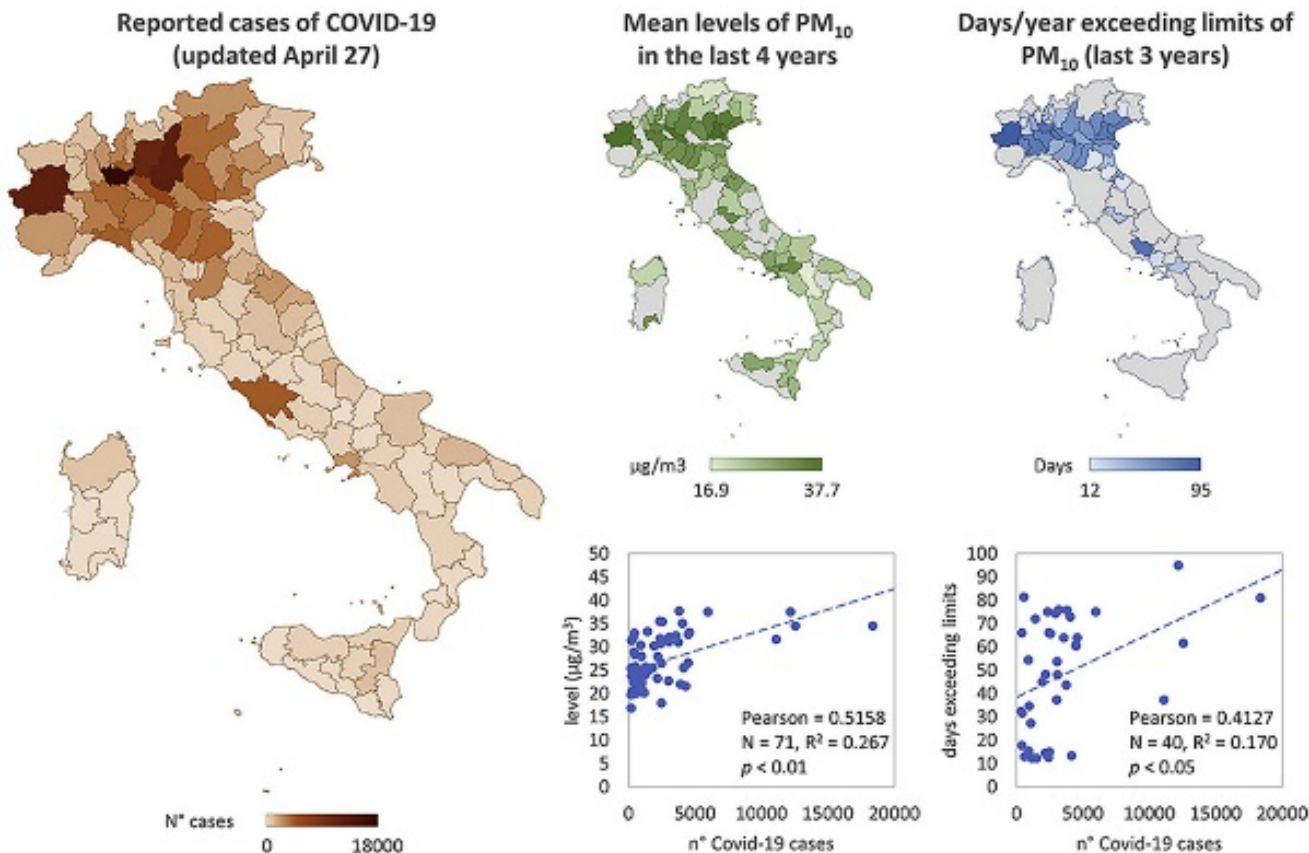 Reported cases of COVID-19
(updated April 27)
N° cases
0 18000
Mean levels of PM₁₀
in the last 4 years
µg/m3
16.9 37.7
Days/year exceeding limits of
PM₁₀ (last 3 years)
Days
12 95
50
45
40
35
30
25
20
15
10
5
0
level (µg/m³)
Pearson = 0.5158
N = 71, R² = 0.267
p < 0.01
0 5000 10000 15000 20000
n° Covid-19 cases
100
90
80
70
60
50
40
30
20
10
0
days exceeding limits
Pearson = 0.4127
N = 40, R² = 0.170
p < 0.05
0 5000 10000 15000 20000
n° Covid-19 cases